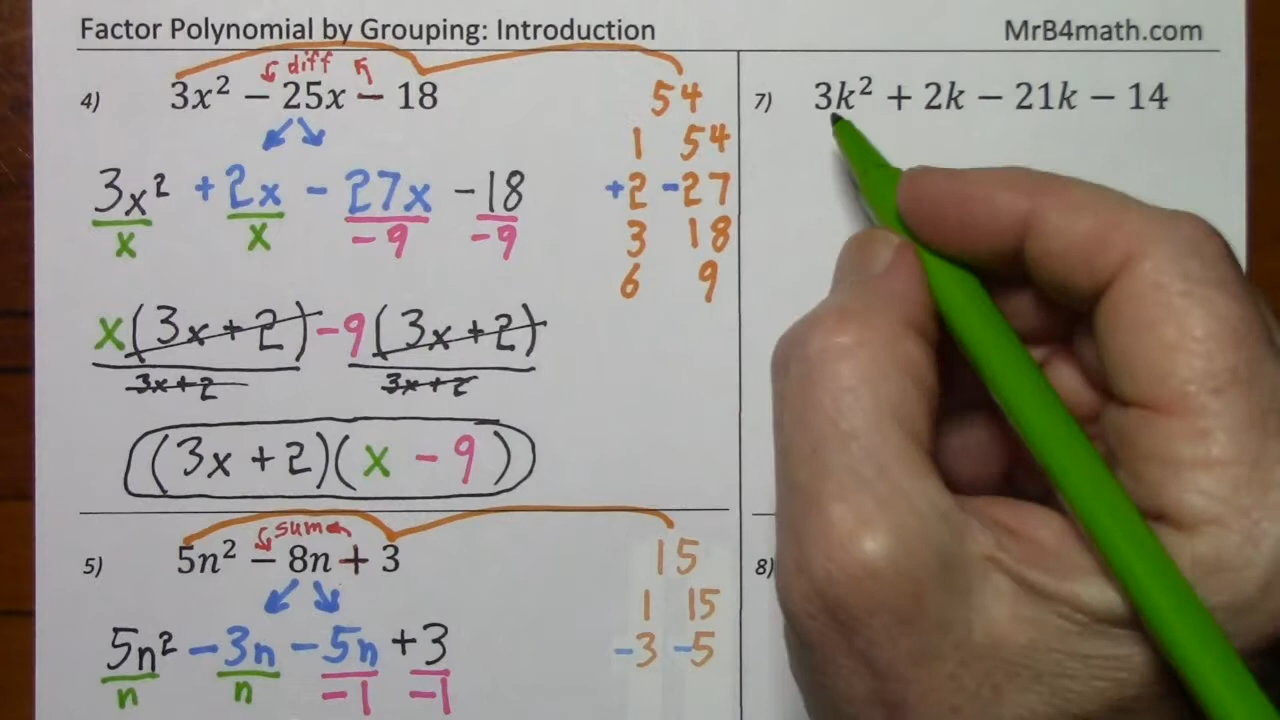 Factor Polynomial by Grouping: Introduction MrB4math.com
diff
4) 3x² − 25x − 18
54
1 54
3x² + 2x − 27x − 18
+2 −27
x x −9 −9
3 18
6 9
x(3x + 2) − 9(3x + 2)
3x + 2 3x + 2
(3x + 2)(x − 9)
sum
5) 5n² − 8n + 3
15
1 15
5n² − 3n − 5n + 3
−3 −5
n n −1 −1
7) 3k² + 2k − 21k − 14
8)